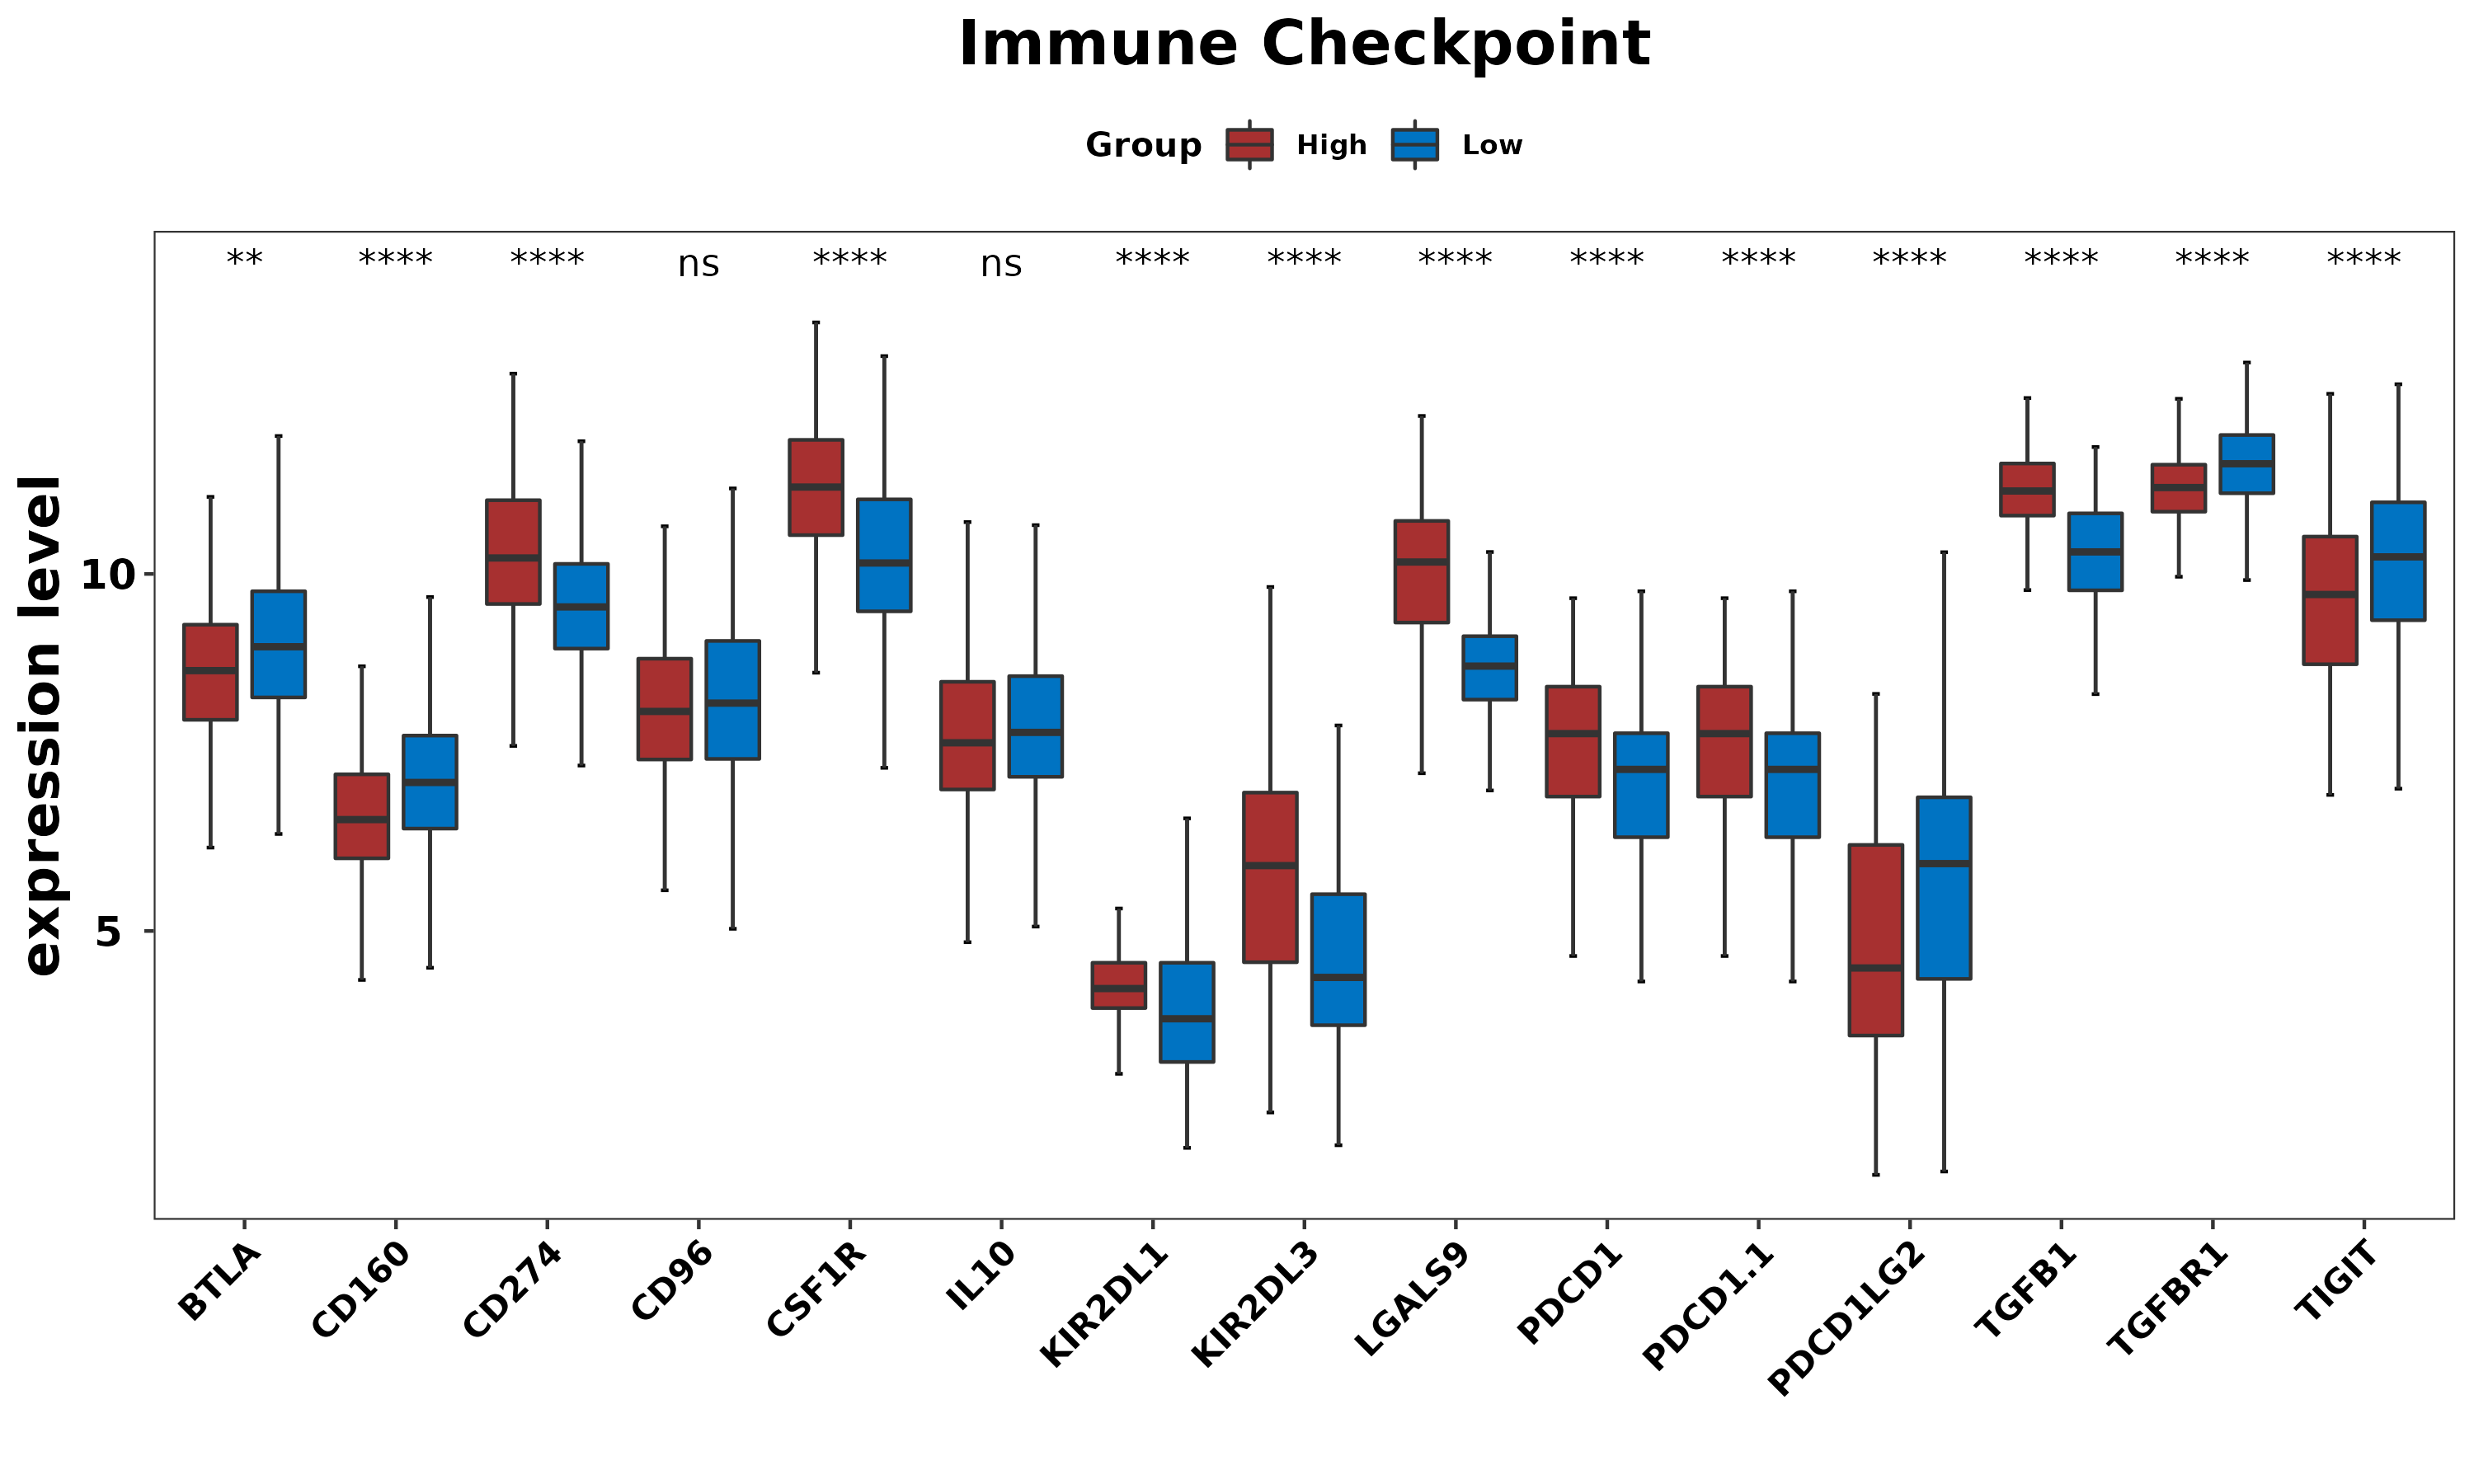 Immune Checkpoint
Group High Low
** **** **** ns **** ns **** **** **** **** **** **** **** **** ****
expression level
10
5
BTLA CD160 CD274 CD96 CSF1R IL10 KIR2DL1 KIR2DL3 LGALS9 PDCD1 PDCD1.1 PDCD1LG2 TGFB1 TGFBR1 TIGIT